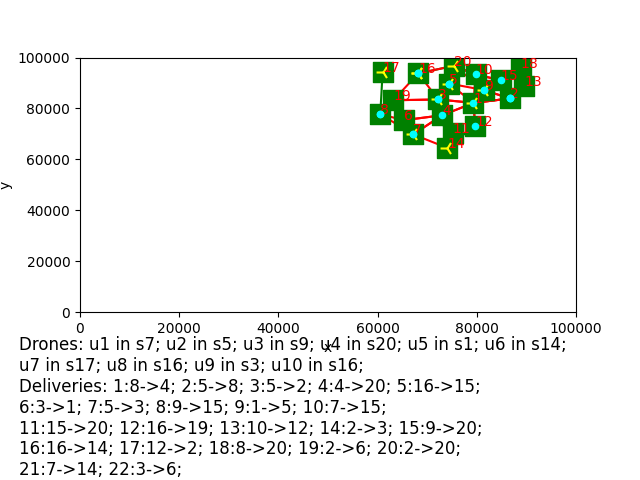 100000
80000
60000
40000
20000
0
y
0 20000 40000 60000 80000 100000
x
17
20
19
12
14
Drones: u1 in s7; u2 in s5; u3 in s9; u4 in s20; u5 in s1; u6 in s14;
u7 in s17; u8 in s16; u9 in s3; u10 in s16;
Deliveries: 1:8->4; 2:5->8; 3:5->2; 4:4->20; 5:16->15;
6:3->1; 7:5->3; 8:9->15; 9:1->5; 10:7->15;
11:15->20; 12:16->19; 13:10->12; 14:2->3; 15:9->20;
16:16->14; 17:12->2; 18:8->20; 19:2->6; 20:2->20;
21:7->14; 22:3->6;